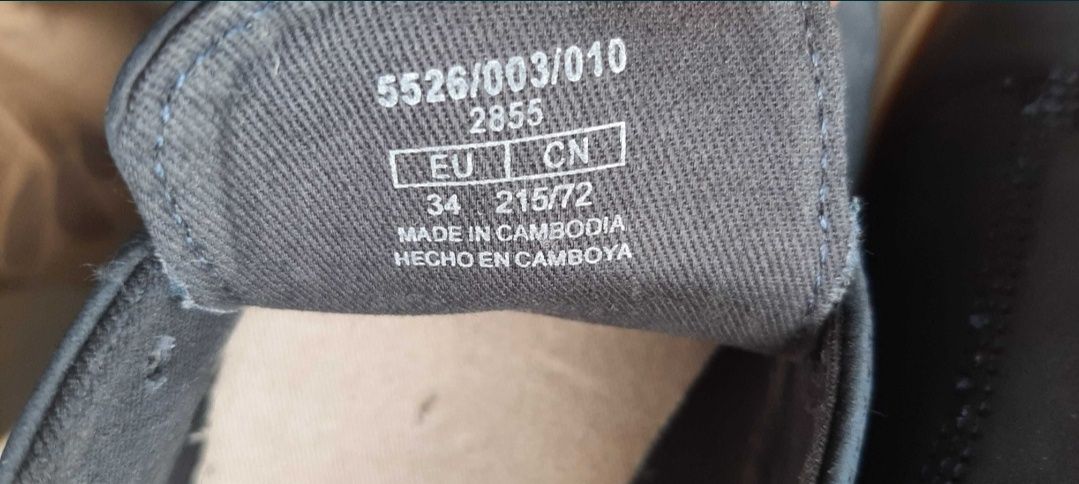 5526/003/010
2855
EU CN
34 215/72
MADE IN CAMBODIA
HECHO EN CAMBOYA